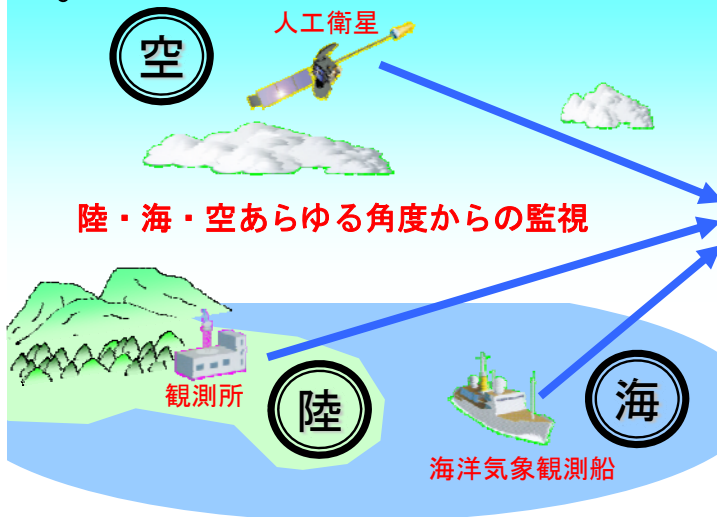 人工衛星
空
陸・海・空あらゆる角度からの監視
観測所
陸
海
海洋気象観測船